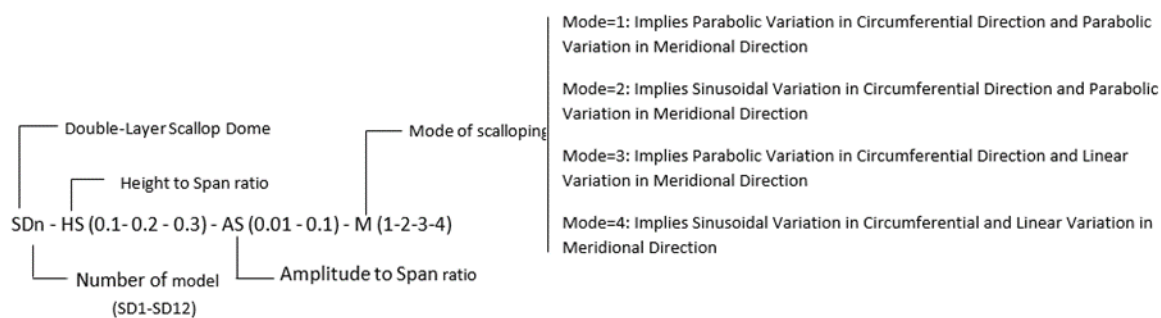 Mode=1: Implies Parabolic Variation in Circumferential Direction and Parabolic
Variation in Meridional Direction
Mode=2: Implies Sinusoidal Variation in Circumferential Direction and Parabolic
Variation in Meridional Direction
Mode=3: Implies Parabolic Variation in Circumferential Direction and Linear
Variation in Meridional Direction
Mode=4: Implies Sinusoidal Variation in Circumferential and Linear Variation in
Meridional Direction
Double-Layer Scallop Dome
Mode of scalloping
Height to Span ratio
SDn - HS (0.1- 0.2 - 0.3) - AS (0.01 - 0.1) - M (1-2-3-4)
Number of model
(SD1-SD12)
Amplitude to Span ratio